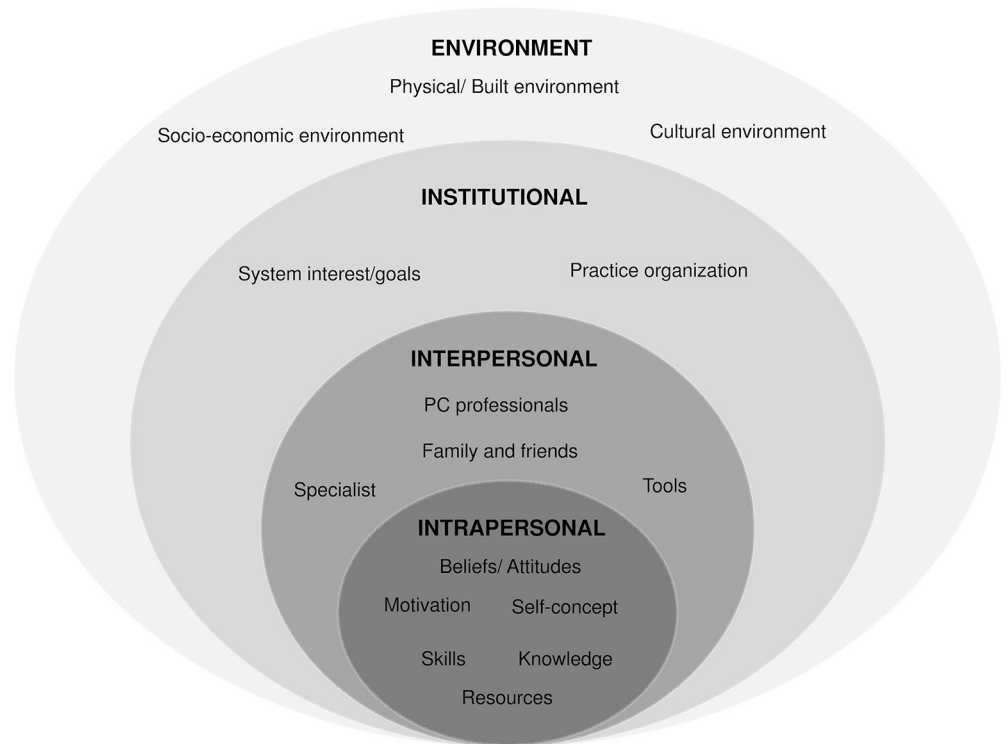 ENVIRONMENT
Physical/ Built environment
Socio-economic environment
Cultural environment
INSTITUTIONAL
System interest/goals
Practice organization
INTERPERSONAL
PC professionals
Family and friends
Specialist
Tools
INTRAPERSONAL
Beliefs/ Attitudes
Motivation
Self-concept
Skills
Knowledge
Resources